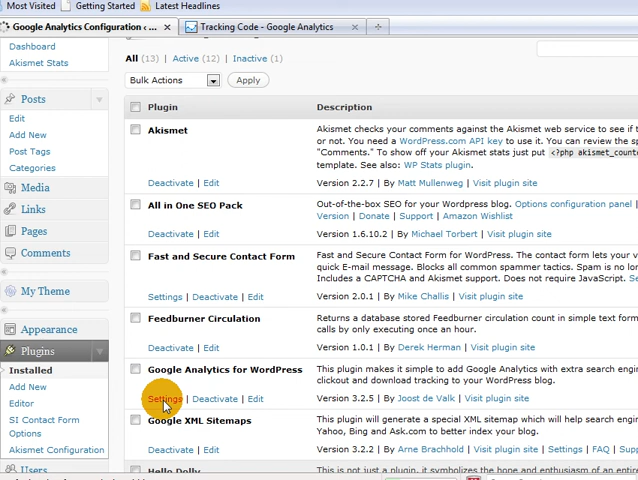 Most Visited Getting Started Latest Headlines
Google Analytics Configuration ‹ ... × Tracking Code - Google Analytics ×
Dashboard
Akismet Stats
Posts
Edit
Add New
Post Tags
Categories
Media
Links
Pages
Comments
My Theme
Appearance
Plugins
Installed
Add New
Editor
SI Contact Form
Options
Akismet Configuration
Users
All (13) | Active (12) | Inactive (1)
Bulk Actions Apply
Plugin Description
Akismet Akismet checks your comments against the Akismet web service to see if t
or not. You need a WordPress.com API key to use it. You can review the sp
"Comments." To show off your Akismet stats just put <?php akismet_counte
template. See also: WP Stats plugin.
Deactivate | Edit Version 2.2.7 | By Matt Mullenweg | Visit plugin site
All in One SEO Pack Out-of-the-box SEO for your Wordpress blog. Options configuration panel |
Version | Donate | Support | Amazon Wishlist
Deactivate | Edit Version 1.6.10.2 | By Michael Torbert | Visit plugin site
Fast and Secure Contact Form Fast and Secure Contact Form for WordPress. The contact form lets your v
quick E-mail message. Blocks all common spammer tactics. Spam is no lon
Includes a CAPTCHA and Akismet support. Does not require JavaScript. Se
Settings | Deactivate | Edit Version 2.0.1 | By Mike Challis | Visit plugin site
Feedburner Circulation Returns a database stored Feedburner circulation count in simple text form
calls by only executing once an hour.
Deactivate | Edit Version 1.0.1 | By Derek Herman | Visit plugin site
Google Analytics for WordPress This plugin makes it simple to add Google Analytics with extra search engin
clickout and download tracking to your WordPress blog.
Settings | Deactivate | Edit Version 3.2.5 | By Joost de Valk | Visit plugin site
Google XML Sitemaps This plugin will generate a special XML sitemap which will help search engi
Yahoo, Bing and Ask.com to better index your blog.
Deactivate | Edit Version 3.2.2 | By Arne Brachhold | Visit plugin site | Settings | FAQ | Supp
Hello Dolly This is not just a plugin, it symbolizes the hope and enthusiasm of an entire